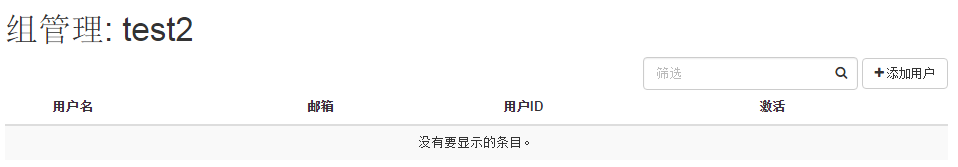 组管理: test2
筛选 添加用户
用户名 邮箱 用户ID 激活
没有要显示的条目。